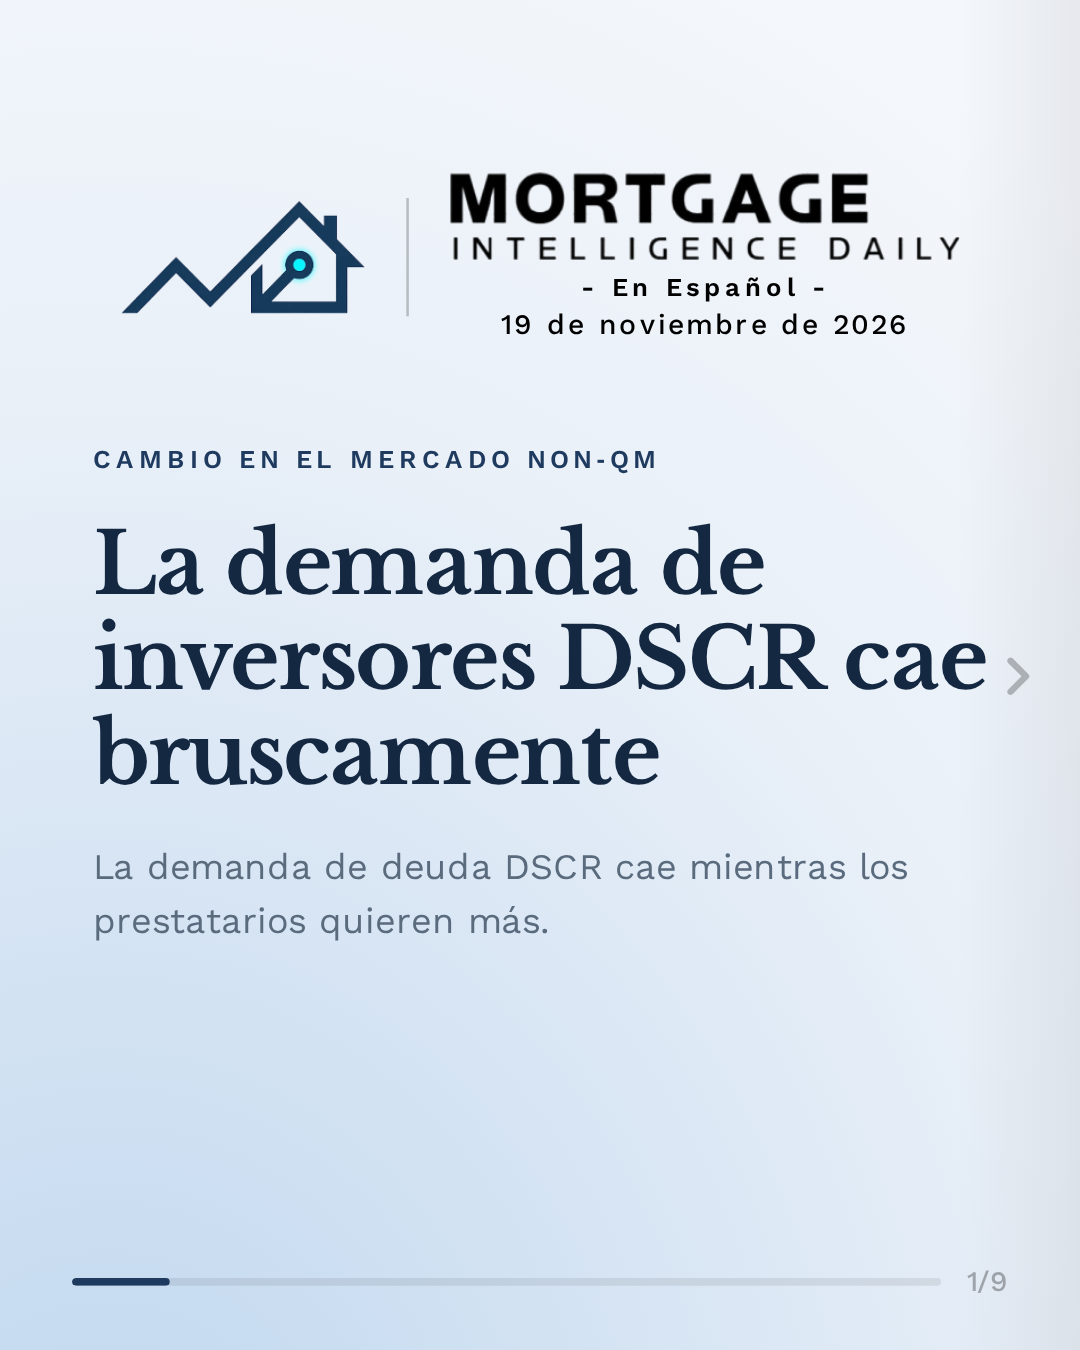 MORTGAGE
INTELLIGENCE DAILY
- En Español -
19 de noviembre de 2026
CAMBIO EN EL MERCADO NON-QM
La demanda de
inversores DSCR cae
bruscamente
La demanda de deuda DSCR cae mientras los
prestatarios quieren más.
1/9